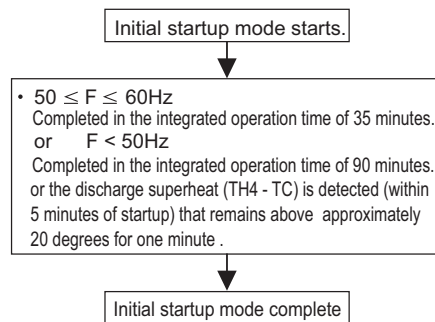 Initial startup mode starts.
· 50 ≤ F ≤ 60Hz
Completed in the integrated operation time of 35 minutes.
or F < 50Hz
Completed in the integrated operation time of 90 minutes.
or the discharge superheat (TH4 - TC) is detected (within
5 minutes of startup) that remains above approximately
20 degrees for one minute .
Initial startup mode complete